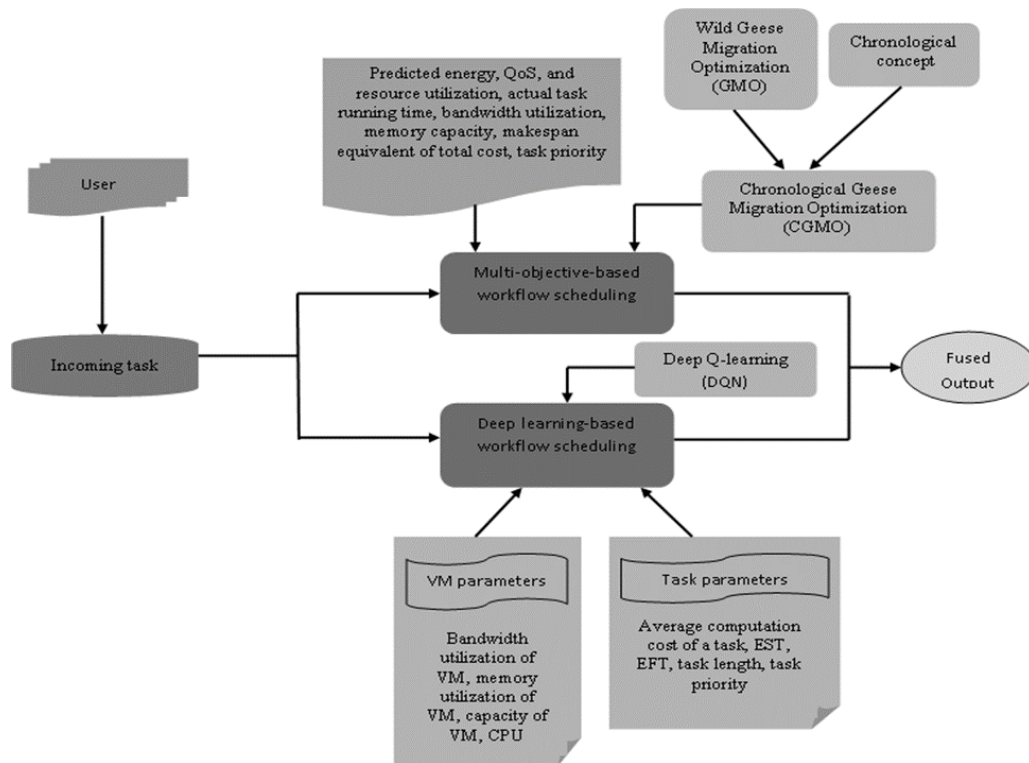 Wild Geese
Migration
Optimization
(GMO)
Chronological
concept
Predicted energy, QoS, and
resource utilization, actual task
running time, bandwidth utilization,
memory capacity, makespan
equivalent of total cost, task priority
User
Chronological Geese
Migration Optimization
(CGMO)
Multi-objective-based
workflow scheduling
Incoming task
Deep Q-learning
(DQN)
Fused
Output
Deep learning-based
workflow scheduling
VM parameters
Bandwidth
utilization of
VM, memory
utilization of
VM, capacity of
VM, CPU
Task parameters
Average computation
cost of a task, EST,
EFT, task length, task
priority